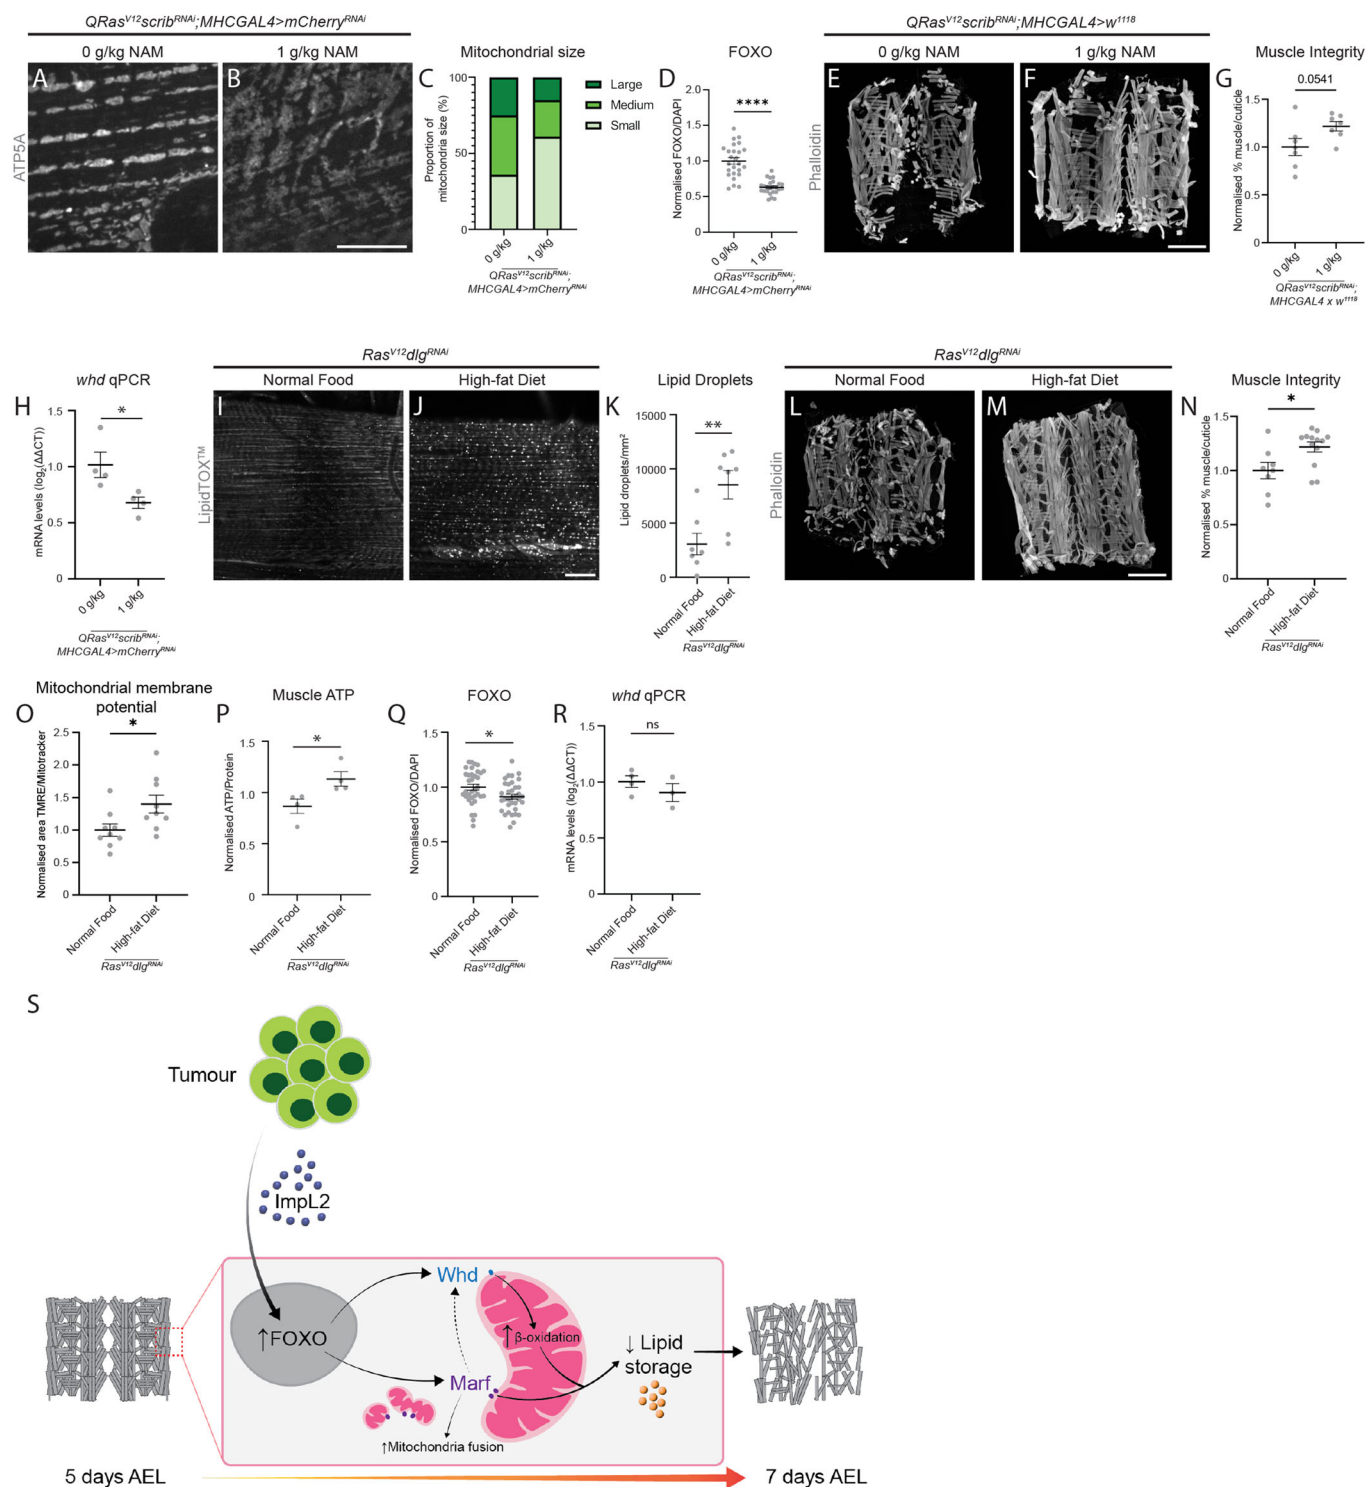 QRasV12scribRNAi;MHCGAL4>mCherryRNAi
0 g/kg NAM
1 g/kg NAM
A
B
ATP5A
C
Mitochondrial size
Proportion of
mitochondria size (%)
100
50
0
Large
Medium
Small
0 g/kg
1 g/kg
QRasV12scribRNAi;
MHCGAL4>mCherryRNAi
D
FOXO
Normalised FOXO/DAPI
2.0
1.5
1.0
0.5
0
****
0 g/kg
1 g/kg
QRasV12scribRNAi;
MHCGAL4>mCherryRNAi
QRasV12scribRNAi;MHCGAL4>w1118
0 g/kg NAM
1 g/kg NAM
E
F
Phalloidin
G
Muscle Integrity
0.0541
Normalised % muscle/cuticle
2.0
1.5
1.0
0.5
0
0 g/kg
1 g/kg
QRasV12scribRNAi;
MHCGAL4 x w1118
H
whd qPCR
mRNA levels (log2(ΔΔCT))
1.5
1.0
0.5
0
*
0 g/kg
1 g/kg
QRasV12scribRNAi;
MHCGAL4>mCherryRNAi
RasV12dlgRNAi
Normal Food
High-fat Diet
I
J
LipidTOX™
K
Lipid Droplets
Lipid droplets/mm2
15000
10000
5000
0
**
Normal Food
High-fat Diet
RasV12dlgRNAi
RasV12dlgRNAi
Normal Food
High-fat Diet
L
M
Phalloidin
N
Muscle Integrity
Normalised % muscle/cuticle
1.5
1.0
0.5
0
*
Normal Food
High-fat Diet
RasV12dlgRNAi
O
Mitochondrial membrane
potential
Normalised area TMRE/Mitotracker
2.5
2.0
1.5
1.0
0.5
0
*
Normal Food
High-fat Diet
RasV12dlgRNAi
P
Muscle ATP
Normalised ATP/Protein
1.5
1.0
0.5
0
*
Normal Food
High-fat Diet
RasV12dlgRNAi
Q
FOXO
Normalised FOXO/DAPI
1.5
1.0
0.5
0
*
Normal Food
High-fat Diet
RasV12dlgRNAi
R
whd qPCR
mRNA levels (log2(ΔΔCT))
1.5
1.0
0.5
0
ns
Normal Food
High-fat Diet
RasV12dlgRNAi
S
Tumour
ImpL2
↑FOXO
Whd
↑ β-oxidation
Marf
↑Mitochondria fusion
↓ Lipid
storage
5 days AEL
7 days AEL